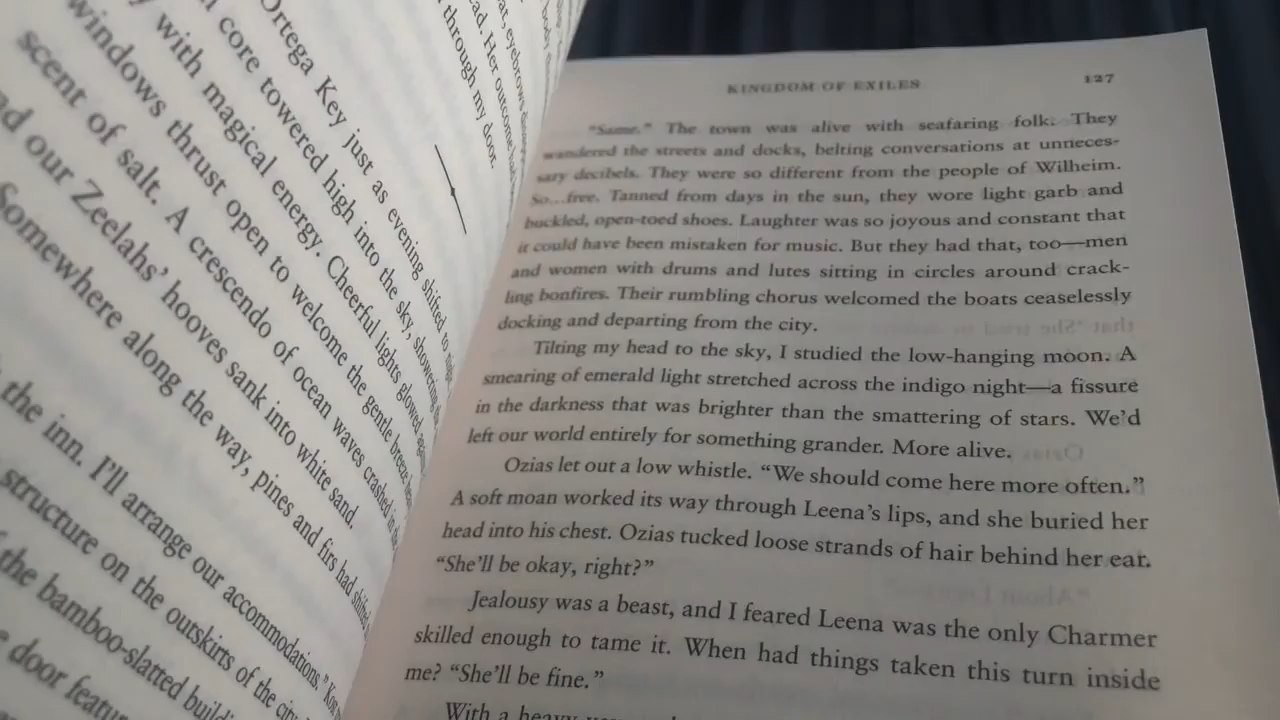 through my door.
ead. Her outcome
eyebrows
Ortega Key just as evening shifted to
core towered high into the sky, showering
with magical energy. Cheerful lights glowed
windows thrust open to welcome the gentle breeze
scent of salt. A crescendo of ocean waves crashed
nd our Zeelahs' hooves sank into white sand.
Somewhere along the way, pines and firs had shifted
the inn. I'll arrange our accommodations."
structure on the outskirts of the city
the bamboo-slatted
door
KINGDOM OF EXILES 127
"Same." The town was alive with seafaring folk. They
wandered the streets and docks, belting conversations at unneces-
sary decibels. They were so different from the people of Wilheim.
So...free. Tanned from days in the sun, they wore light garb and
buckled, open-toed shoes. Laughter was so joyous and constant that
it could have been mistaken for music. But they had that, too—men
and women with drums and lutes sitting in circles around crack-
ling bonfires. Their rumbling chorus welcomed the boats ceaselessly
docking and departing from the city.
Tilting my head to the sky, I studied the low-hanging moon. A
smearing of emerald light stretched across the indigo night—a fissure
in the darkness that was brighter than the smattering of stars. We'd
left our world entirely for something grander. More alive.
Ozias let out a low whistle. "We should come here more often."
A soft moan worked its way through Leena's lips, and she buried her
head into his chest. Ozias tucked loose strands of hair behind her ear.
"She'll be okay, right?"
Jealousy was a beast, and I feared Leena was the only Charmer
skilled enough to tame it. When had things taken this turn inside
me? "She'll be fine."
With a heavy